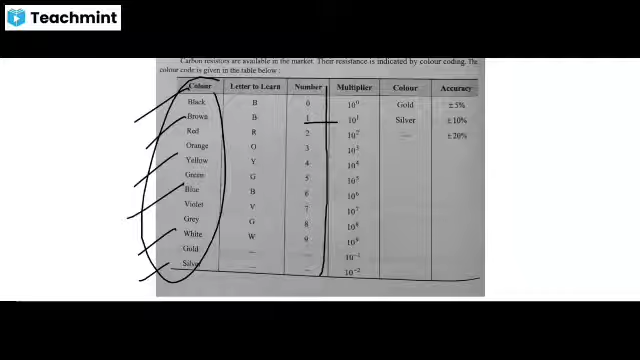 Teachmint
Carbon resistors are available in the market. Their resistance is indicated by colour coding. The
colour code is given in the table below :
Colour Letter to Learn Number Multiplier Colour Accuracy
Black B 0 10⁰ Gold ±5%
Brown B 1 10¹ Silver ±10%
Red R 2 10² — ±20%
Orange O 3 10³
Yellow Y 4 10⁴
Green G 5 10⁵
Blue B 6 10⁶
Violet V 7 10⁷
Grey G 8 10⁸
White W 9 10⁹
Gold — — 10⁻¹
Silver — — 10⁻²